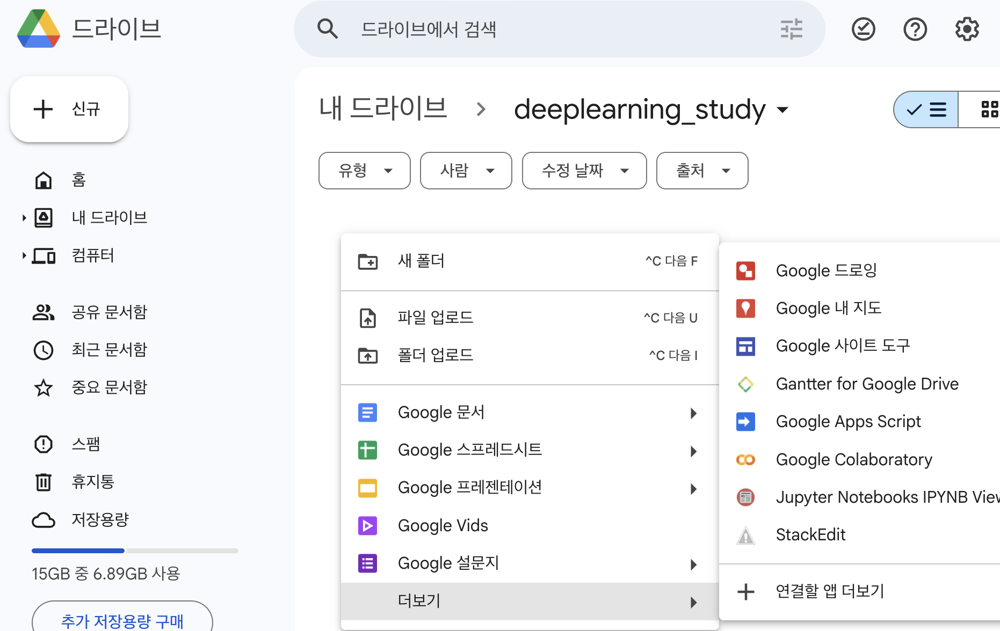 드라이브
드라이브에서 검색
신규
홈
내 드라이브
컴퓨터
공유 문서함
최근 문서함
중요 문서함
스팸
휴지통
저장용량
15GB 중 6.89GB 사용
추가 저장용량 구매
내 드라이브 > deeplearning_study
유형
사람
수정 날짜
출처
새 폴더 ^C 다음 F
파일 업로드 ^C 다음 U
폴더 업로드 ^C 다음 I
Google 문서
Google 스프레드시트
Google 프레젠테이션
Google Vids
Google 설문지
더보기
Google 드로잉
Google 내 지도
Google 사이트 도구
Gantter for Google Drive
Google Apps Script
Google Colaboratory
Jupyter Notebooks IPYNB View
StackEdit
연결할 앱 더보기